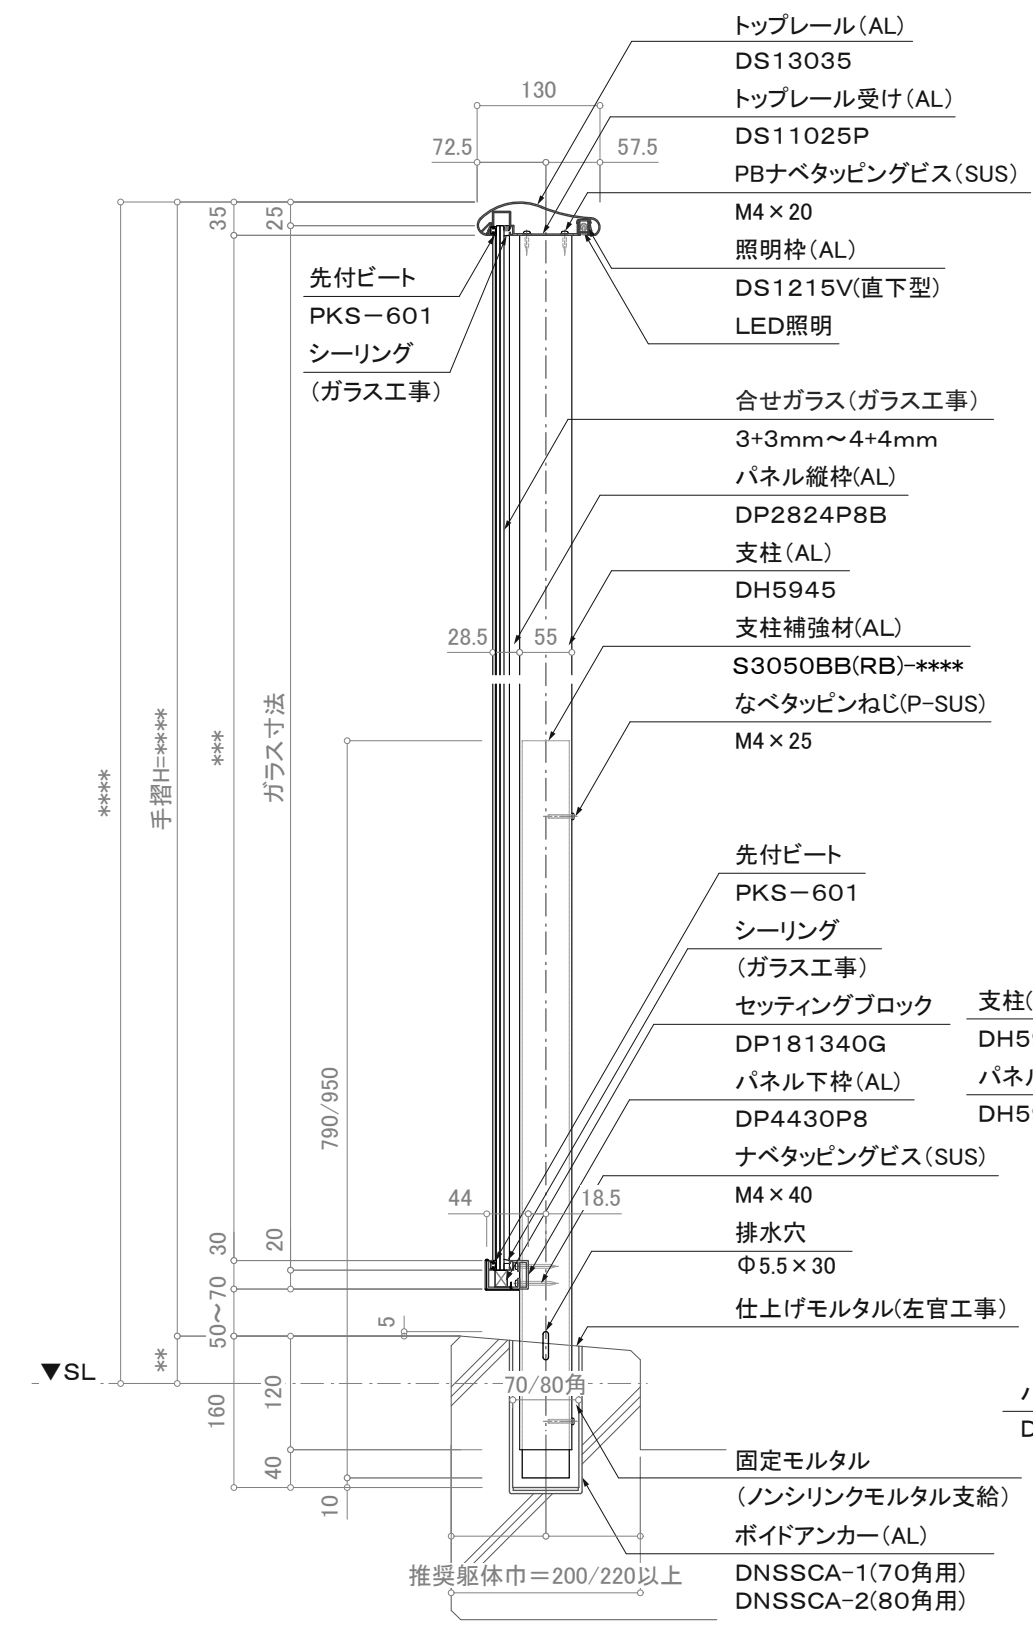 トップレール(AL)
DS13035
トップレール受け(AL)
DS11025P
PBナベタッピングビス(SUS)
M4×20
照明枠(AL)
DS1215V(直下型)
LED照明
130
72.5
57.5
35
25
先付ビート
PKS-601
シーリング
(ガラス工事)
合せガラス(ガラス工事)
3+3mm~4+4mm
パネル縦枠(AL)
DP2824P8B
支柱(AL)
DH5945
支柱補強材(AL)
S3050BB(RB)-****
なべタッピンねじ(P-SUS)
M4×25
28.5
55
****
手摺H=****
***
ガラス寸法
790/950
先付ビート
PKS-601
シーリング
(ガラス工事)
セッティングブロック
DP181340G
パネル下枠(AL)
DP4430P8
ナベタッピングビス(SUS)
M4×40
排水穴
Φ5.5×30
仕上げモルタル(左官工事)
支柱(
DH5
パネル
DH5
44
18.5
30
20
50~70
5
▼SL
**
160
120
40
10
70/80角
固定モルタル
(ノンシリンクモルタル支給)
ボイドアンカー(AL)
DNSSCA-1(70角用)
DNSSCA-2(80角用)
推奨躯体巾=200/220以上